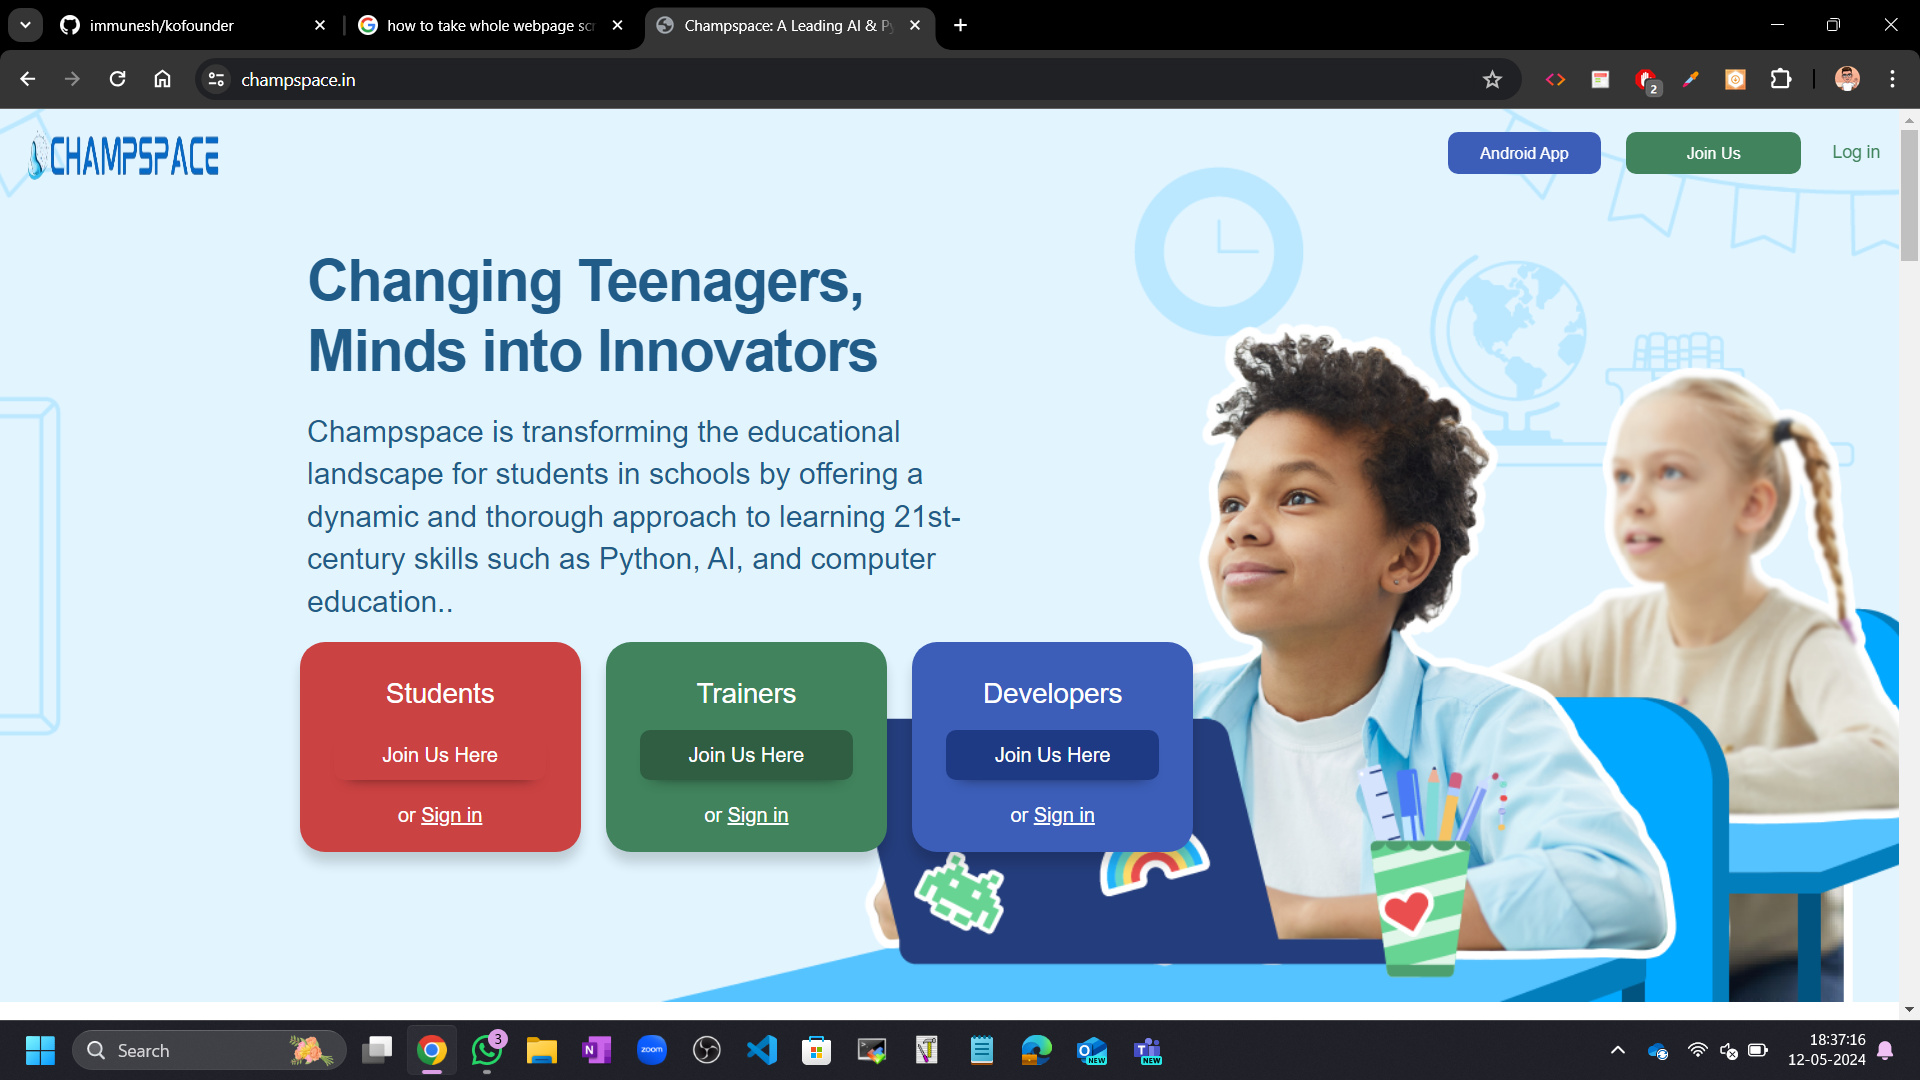 immunesh/kofounder
how to take whole webpage scr
Champspace: A Leading AI & Py
champspace.in
2
CHAMPSPACE
Android App
Join Us
Log in
Changing Teenagers,
Minds into Innovators
Champspace is transforming the educational
landscape for students in schools by offering a
dynamic and thorough approach to learning 21st-
century skills such as Python, AI, and computer
education..
Students
Trainers
Developers
Join Us Here
Join Us Here
Join Us Here
or Sign in
or Sign in
or Sign in
Search
3
N
zoom
NEW
NEW
18:37:16
12-05-2024